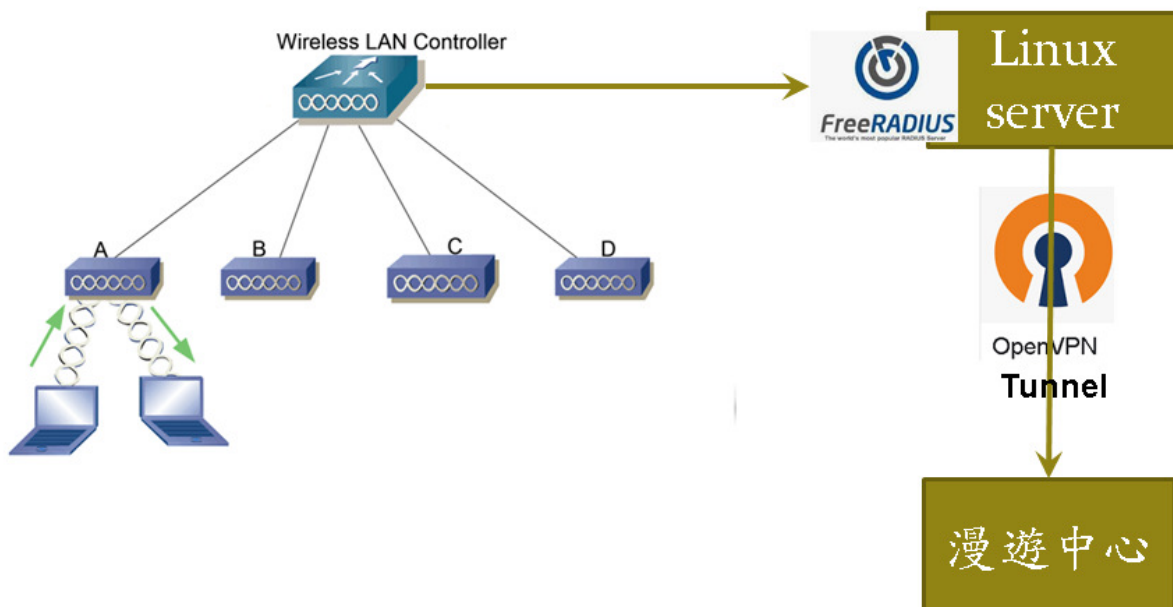 Wireless LAN Controller
FreeRADIUS
The world's most popular RADIUS Server
Linux
server
A
B
C
D
OpenVPN
Tunnel
漫遊中心